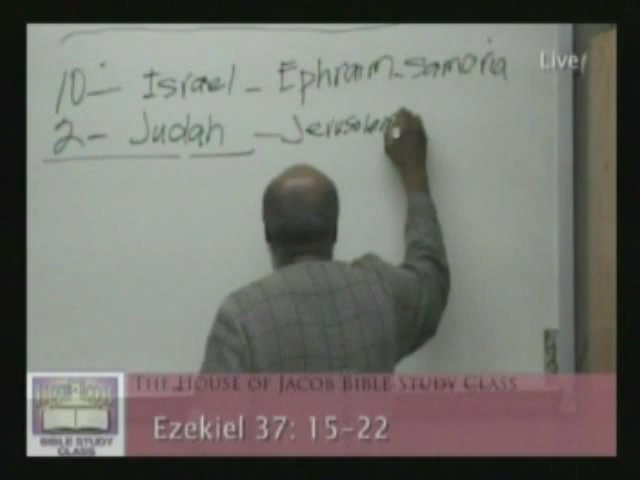 Live!
10- Israel - Ephraim - Samaria
2- Judah - Jerusalem
THE HOUSE OF JACOB BIBLE STUDY CLASS
BIBLE STUDY
CLASS
Ezekiel 37: 15-22